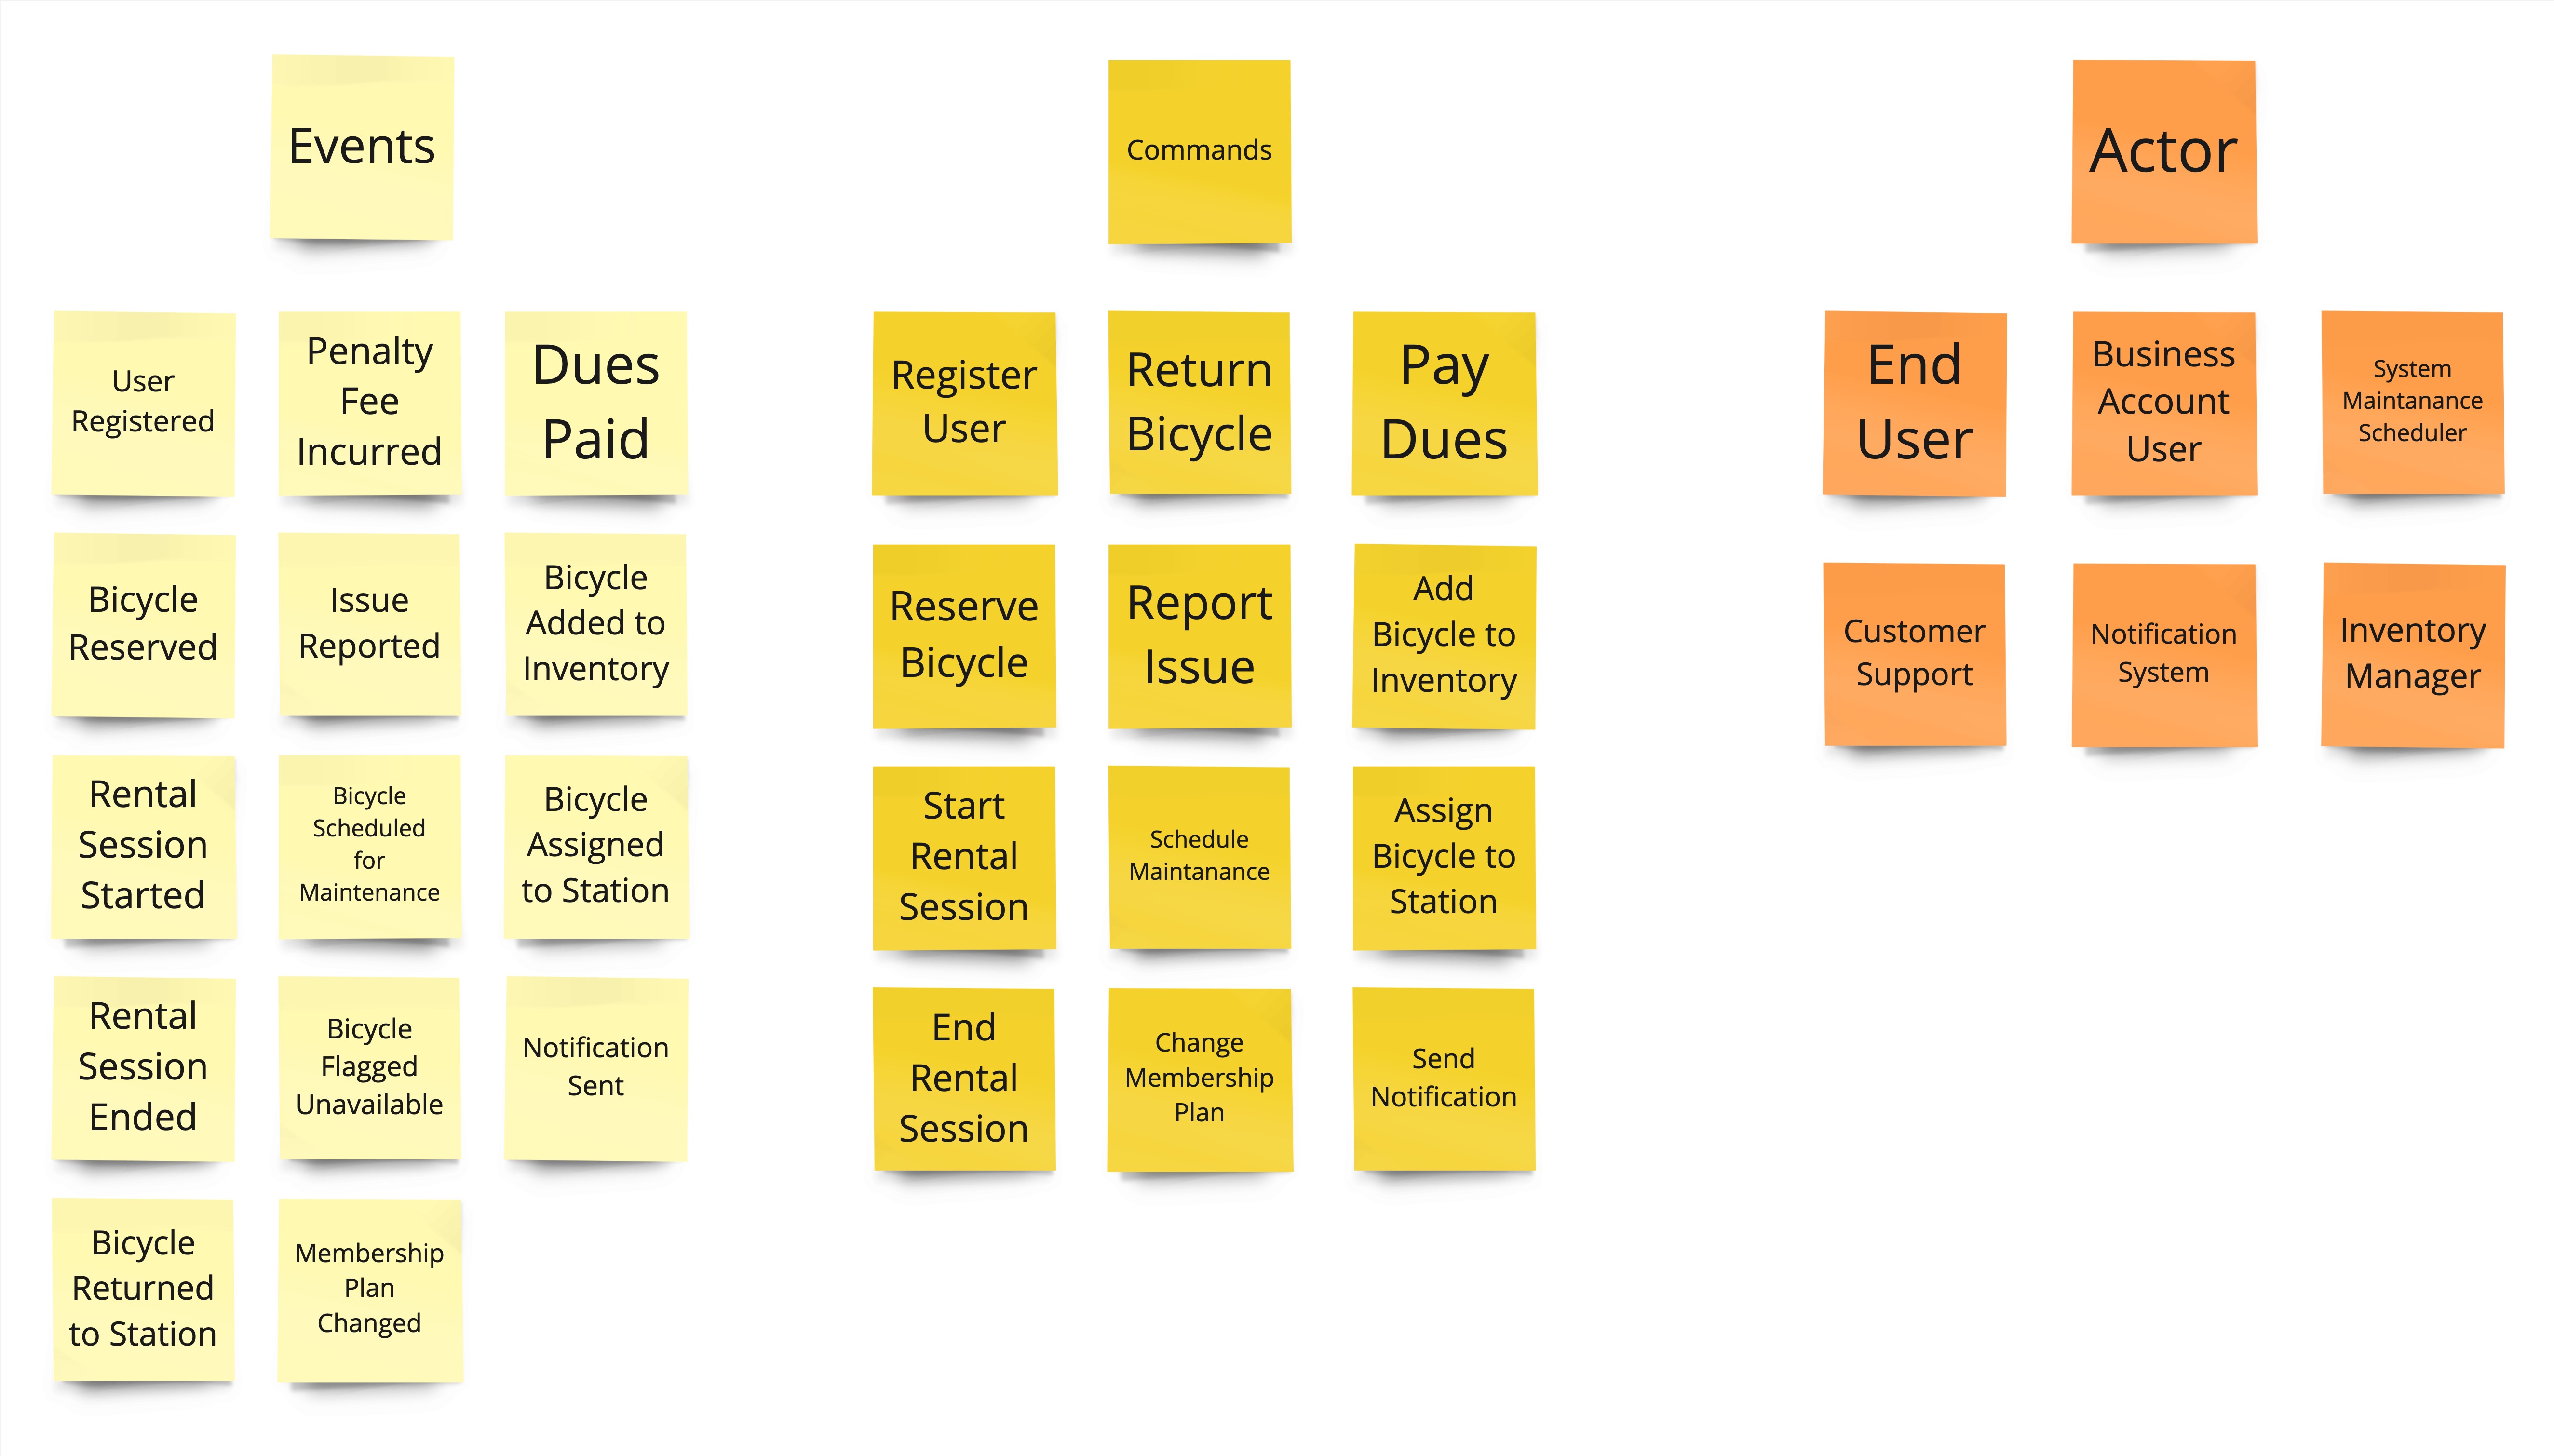 Events
Commands
Actor
User
Registered
Penalty
Fee
Incurred
Dues
Paid
Bicycle
Reserved
Issue
Reported
Bicycle
Added to
Inventory
Rental
Session
Started
Bicycle
Scheduled
for
Maintenance
Bicycle
Assigned
to Station
Rental
Session
Ended
Bicycle
Flagged
Unavailable
Notification
Sent
Bicycle
Returned
to Station
Membership
Plan
Changed
Register
User
Return
Bicycle
Pay
Dues
Reserve
Bicycle
Report
Issue
Add
Bicycle to
Inventory
Start
Rental
Session
Schedule
Maintanance
Assign
Bicycle to
Station
End
Rental
Session
Change
Membership
Plan
Send
Notification
End
User
Business
Account
User
System
Maintanance
Scheduler
Customer
Support
Notification
System
Inventory
Manager